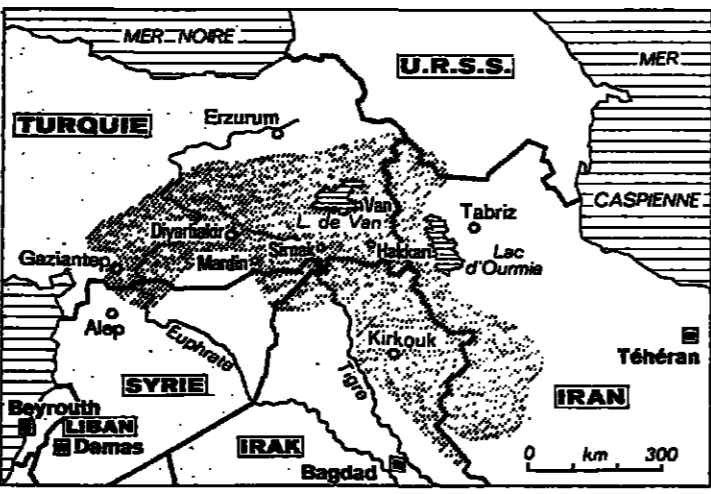 MER NOIRE
U.R.S.S.
MER
CASPIENNE
TURQUIE
Erzurum
Van
L. de Van
Tabriz
Diyarbakir
Sirnak
Hakkari
Lac
d'Ourmia
Gaziantep
Mardin
Alep
Euphrate
Kirkouk
Tigre
Téhéran
SYRIE
IRAN
Beyrouth
LIBAN
Damas
IRAK
Bagdad
0 km 300